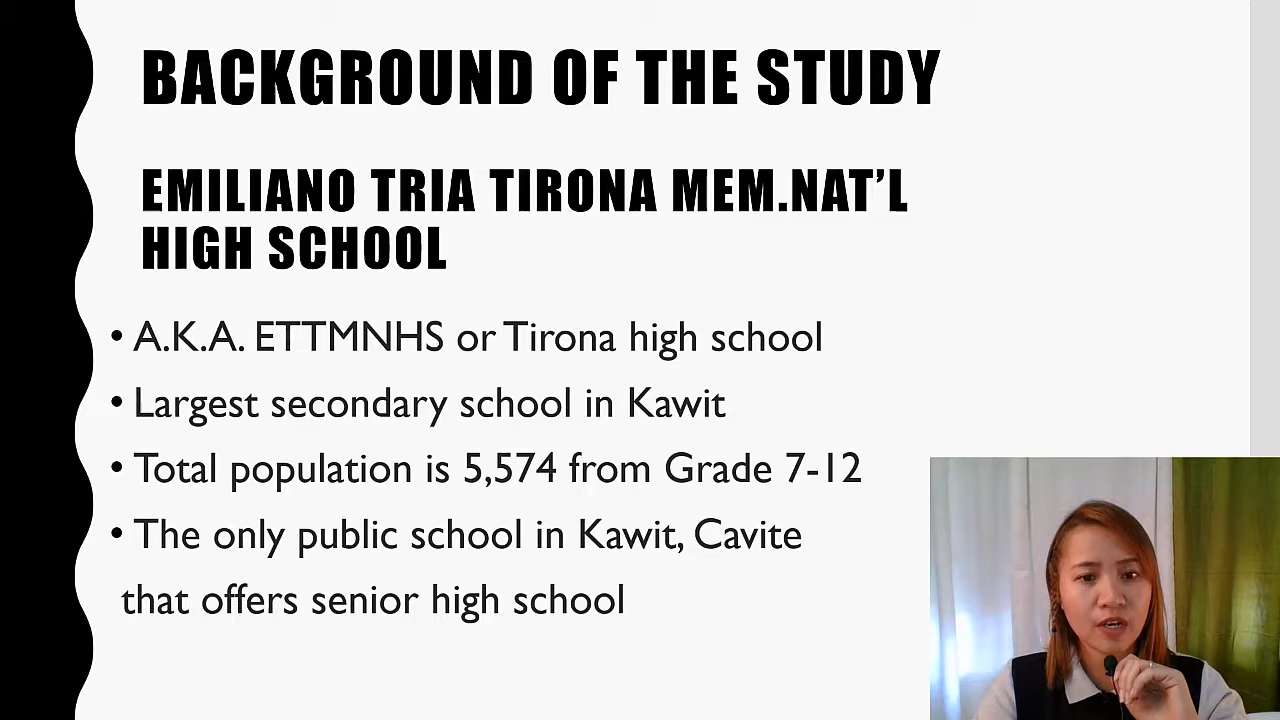 BACKGROUND OF THE STUDY
EMILIANO TRIA TIRONA MEM.NAT’L
HIGH SCHOOL
• A.K.A. ETTMNHS or Tirona high school
• Largest secondary school in Kawit
• Total population is 5,574 from Grade 7-12
• The only public school in Kawit, Cavite
that offers senior high school